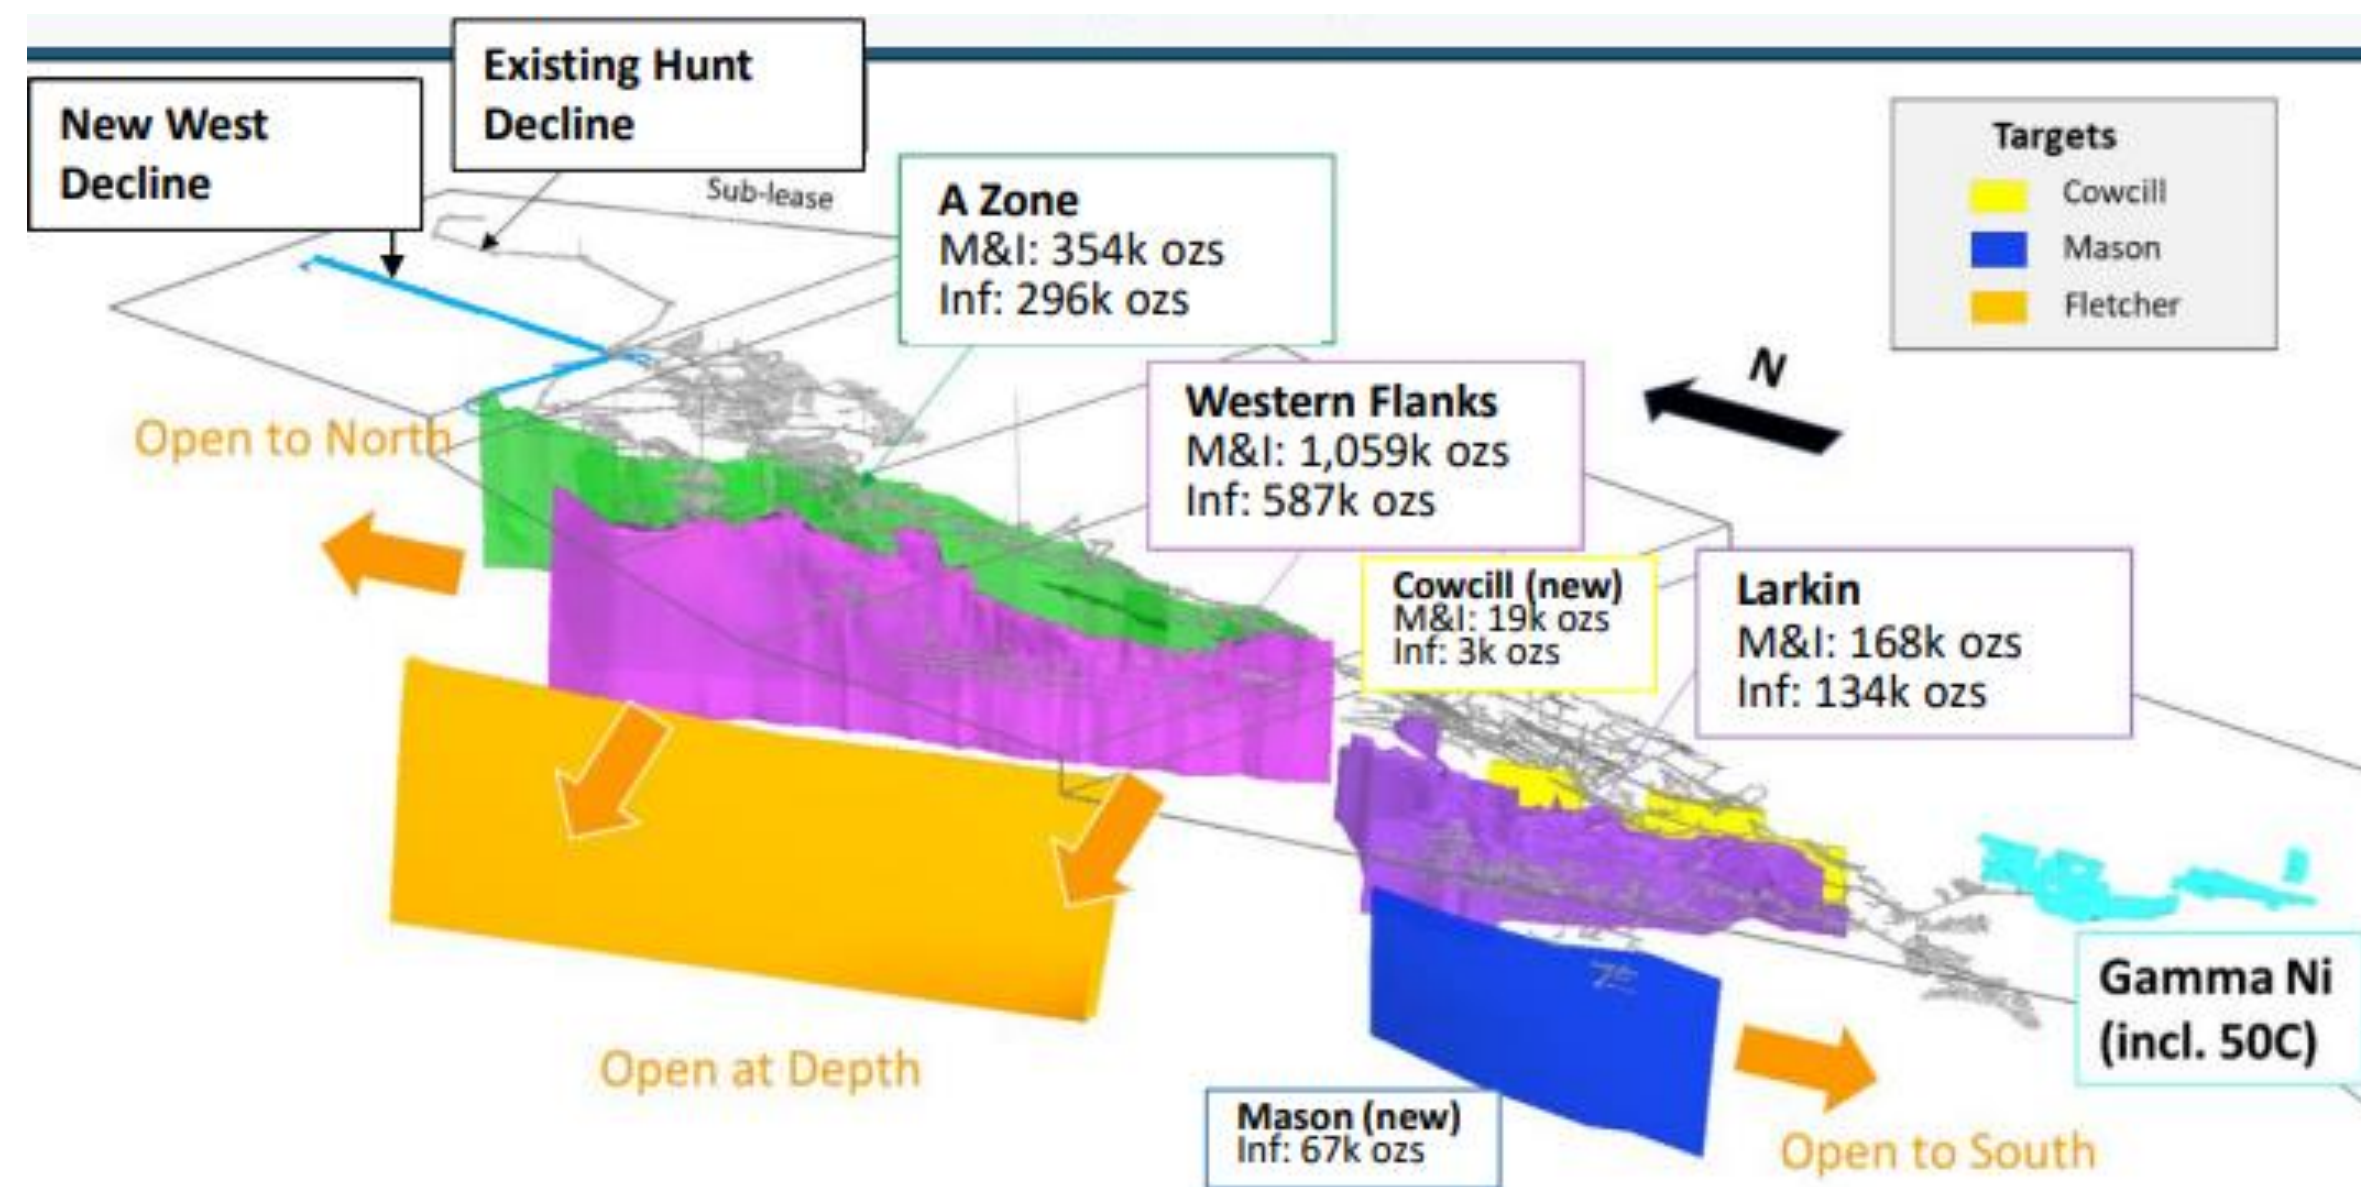 Existing Hunt
Decline
New West
Decline
Sub-lease
A Zone
M&I: 354k ozs
Inf: 296k ozs
Targets
Cowcill
Mason
Fletcher
N
Western Flanks
M&I: 1,059k ozs
Inf: 587k ozs
Open to North
Cowcill (new)
M&I: 19k ozs
Inf: 3k ozs
Larkin
M&I: 168k ozs
Inf: 134k ozs
Gamma Ni
(incl. 50C)
Open at Depth
Mason (new)
Inf: 67k ozs
Open to South